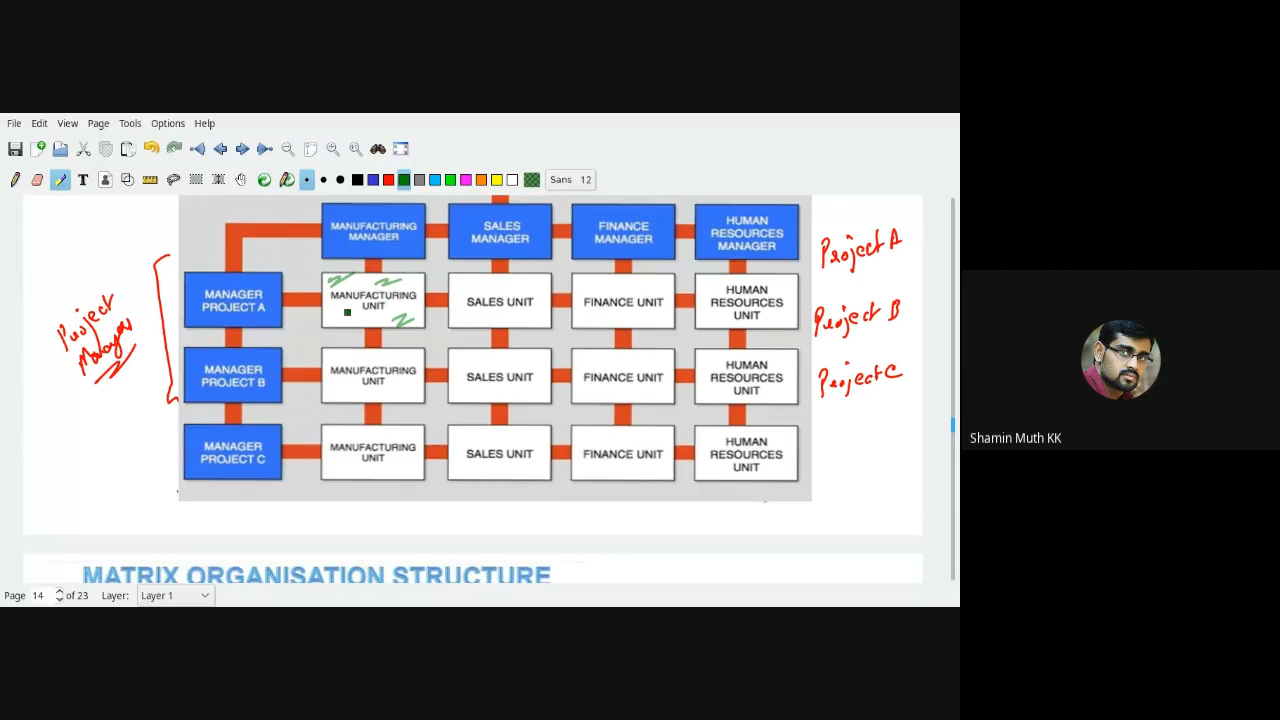 File Edit View Page Tools Options Help
Sans 12
MANUFACTURING
MANAGER
SALES
MANAGER
FINANCE
MANAGER
HUMAN
RESOURCES
MANAGER
Project A
MANAGER
PROJECT A
MANUFACTURING
UNIT
SALES UNIT
FINANCE UNIT
HUMAN
RESOURCES
UNIT
Project B
Project
Manager
MANAGER
PROJECT B
MANUFACTURING
UNIT
SALES UNIT
FINANCE UNIT
HUMAN
RESOURCES
UNIT
Project C
MANAGER
PROJECT C
MANUFACTURING
UNIT
SALES UNIT
FINANCE UNIT
HUMAN
RESOURCES
UNIT
MATRIX ORGANISATION STRUCTURE
Page 14 of 23 Layer: Layer 1
Shamin Muth KK